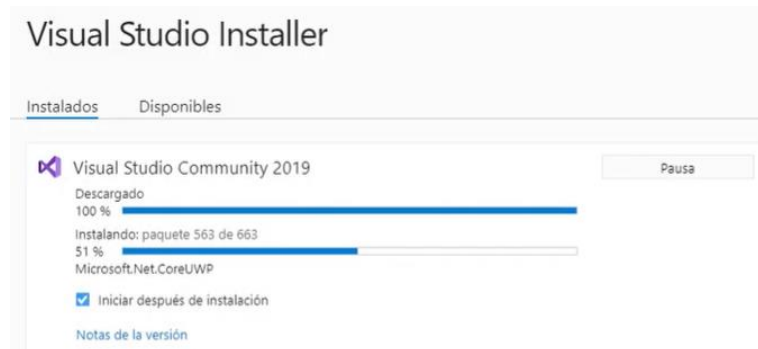 Visual Studio Installer
Instalados Disponibles
Visual Studio Community 2019 Pausa
Descargado
100 %
Instalando: paquete 563 de 663
51 %
Microsoft.Net.CoreUWP
Iniciar después de instalación
Notas de la versión